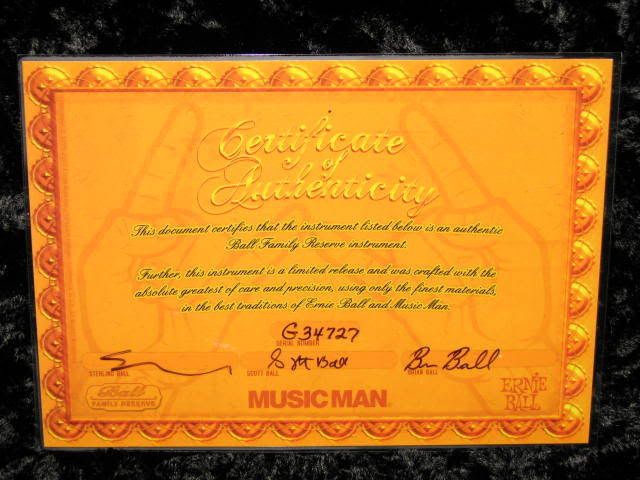 Certificate
of
Authenticity
This document certifies that the instrument listed below is an authentic
Ball Family Reserve instrument.
Further, this instrument is a limited release and was crafted with the
absolute greatest of care and precision, using only the finest materials,
in the best traditions of Ernie Ball and Music Man.
G34727
SERIAL NUMBER
Scott Ball
Brian Ball
STERLING BALL
SCOTT BALL
BRIAN BALL
Ball
FAMILY RESERVE
MUSIC MAN
ERNIE
BALL